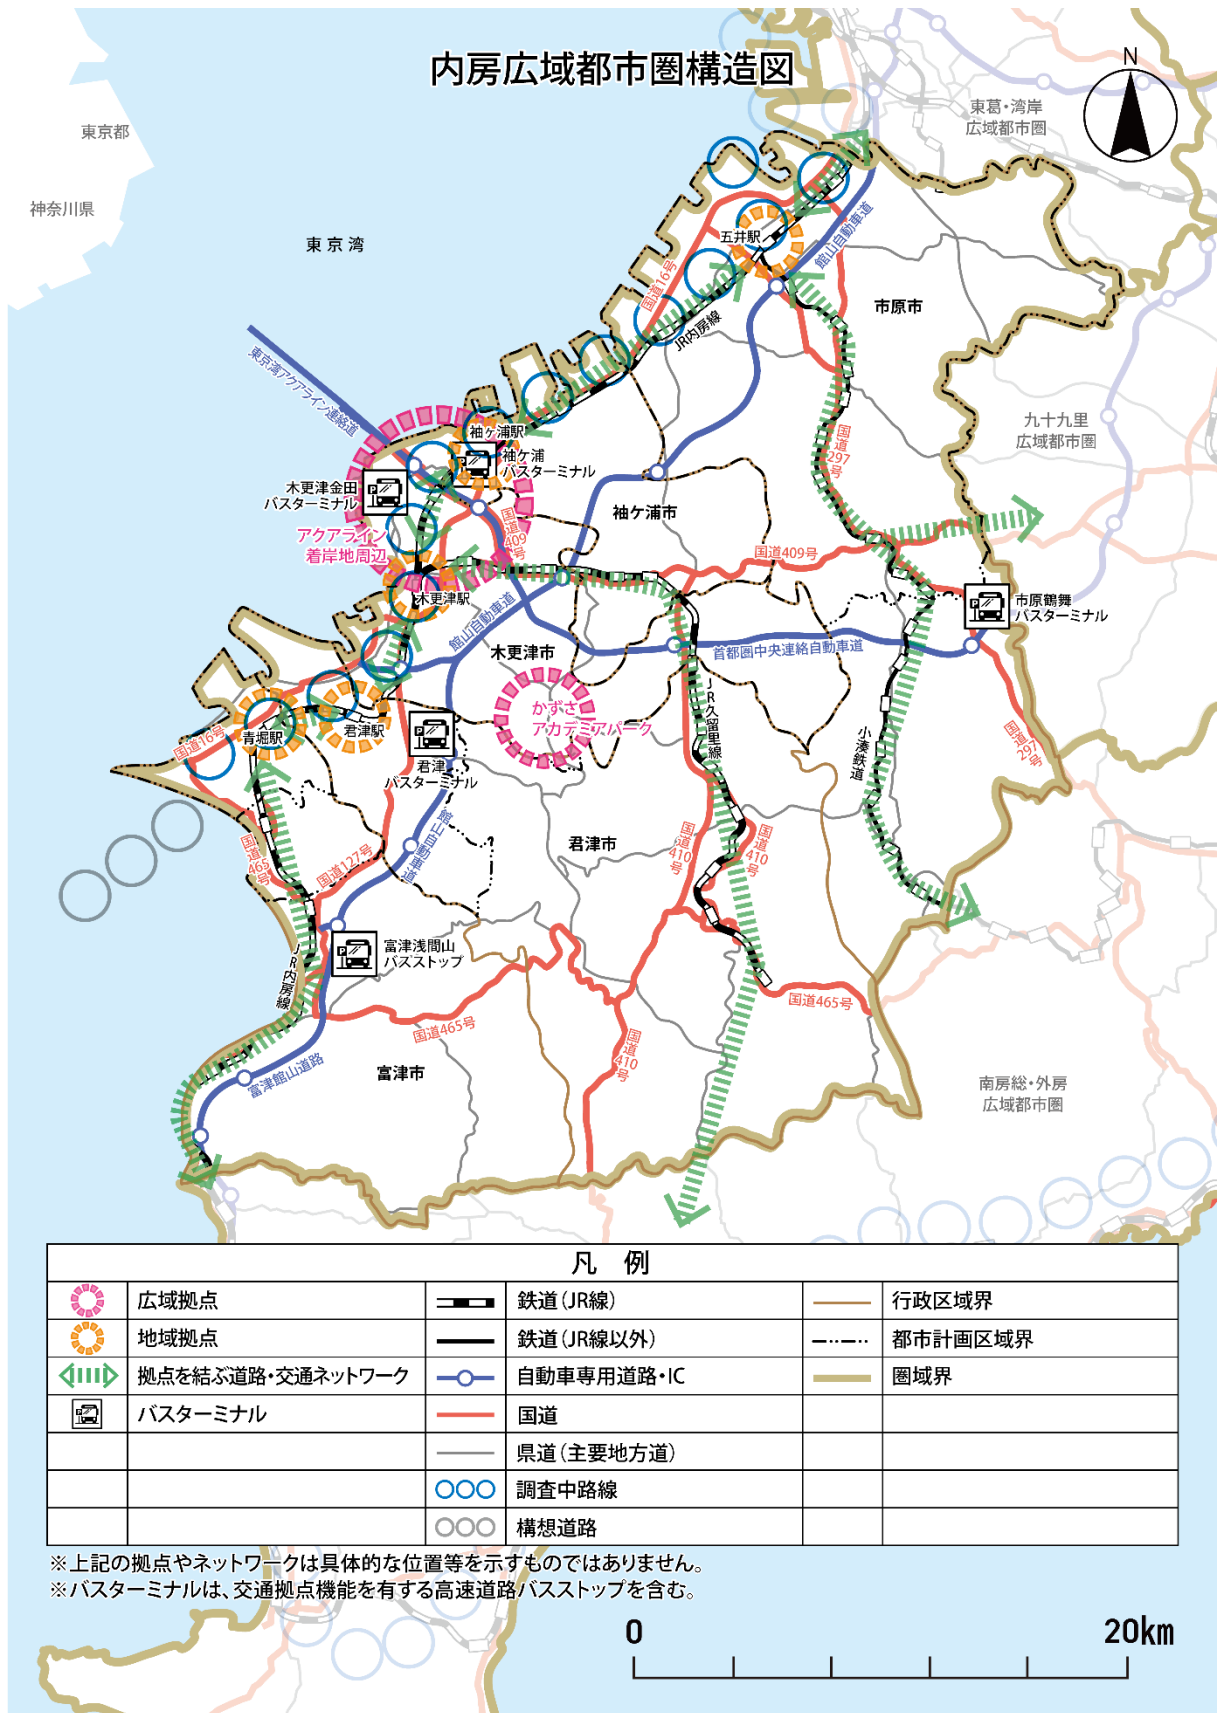 内房広域都市圏構造図
N
東京都
神奈川県
東京湾
東葛・湾岸
広域都市圏
五井駅
館山自動車道
国道16号
JR内房線
市原市
東京湾アクアライン連絡道
九十九里
広域都市圏
国道
297
号
袖ケ浦駅
袖ケ浦
バスターミナル
木更津金田
バスターミナル
アクアライン
着岸地周辺
国道
409
号
袖ケ浦市
国道409号
木更津駅
市原鶴舞
バスターミナル
館山自動車道
木更津市
首都圏中央連絡自動車道
かずさ
アカデミアパーク
JR久留里線
小湊鉄道
国道
297
号
国道16号
青堀駅
君津駅
君津
バスターミナル
館山自動車道
国道
465
号
国道127号
君津市
国道
410
号
国道
410
号
富津浅間山
バスストップ
JR内房線
国道465号
国道465号
国道
410
号
富津館山道路
富津市
南房総・外房
広域都市圏
凡 例
広域拠点
鉄道(JR線)
行政区域界
地域拠点
鉄道(JR線以外)
都市計画区域界
拠点を結ぶ道路・交通ネットワーク
自動車専用道路・IC
圏域界
バスターミナル
国道
県道(主要地方道)
調査中路線
構想道路
※上記の拠点やネットワークは具体的な位置等を示すものではありません。
※バスターミナルは、交通拠点機能を有する高速道路バスストップを含む。
0
20km